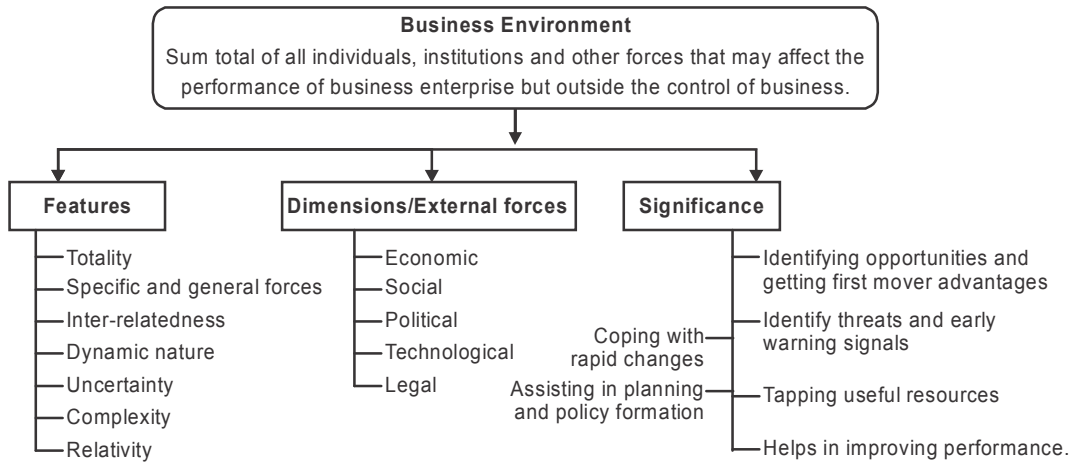 Business Environment
Sum total of all individuals, institutions and other forces that may affect the
performance of business enterprise but outside the control of business.
Features
Totality
Specific and general forces
Inter-relatedness
Dynamic nature
Uncertainty
Complexity
Relativity
Dimensions/External forces
Economic
Social
Political
Technological
Legal
Significance
Identifying opportunities and
getting first mover advantages
Identify threats and early
warning signals
Coping with
rapid changes
Assisting in planning
and policy formation
Tapping useful resources
Helps in improving performance.